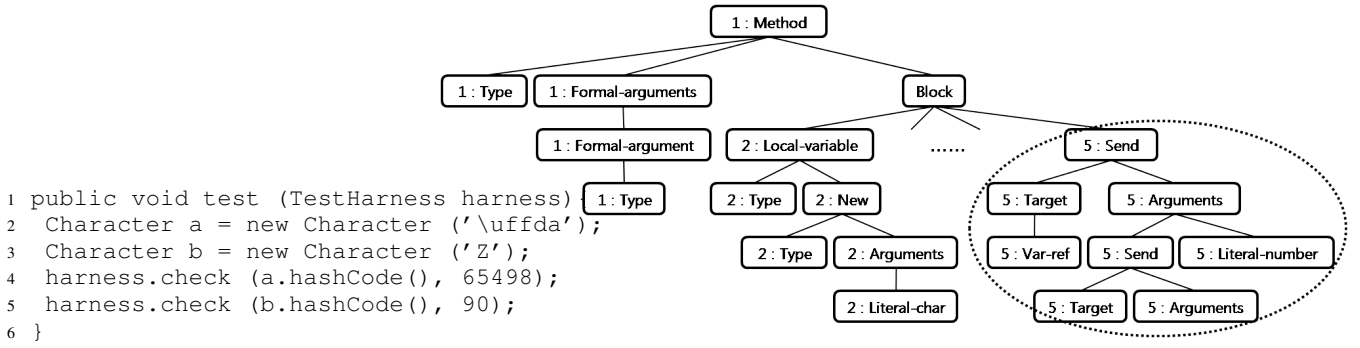 1 : Method
1 : Type 1 : Formal-arguments Block
1 : Formal-argument 2 : Local-variable ...... 5 : Send
1 : Type 2 : Type 2 : New 5 : Target 5 : Arguments
2 : Type 2 : Arguments 5 : Var-ref 5 : Send 5 : Literal-number
2 : Literal-char 5 : Target 5 : Arguments
1 public void test (TestHarness harness){
2 Character a = new Character (’\uffda’);
3 Character b = new Character (’Z’);
4 harness.check (a.hashCode(), 65498);
5 harness.check (b.hashCode(), 90);
6 }